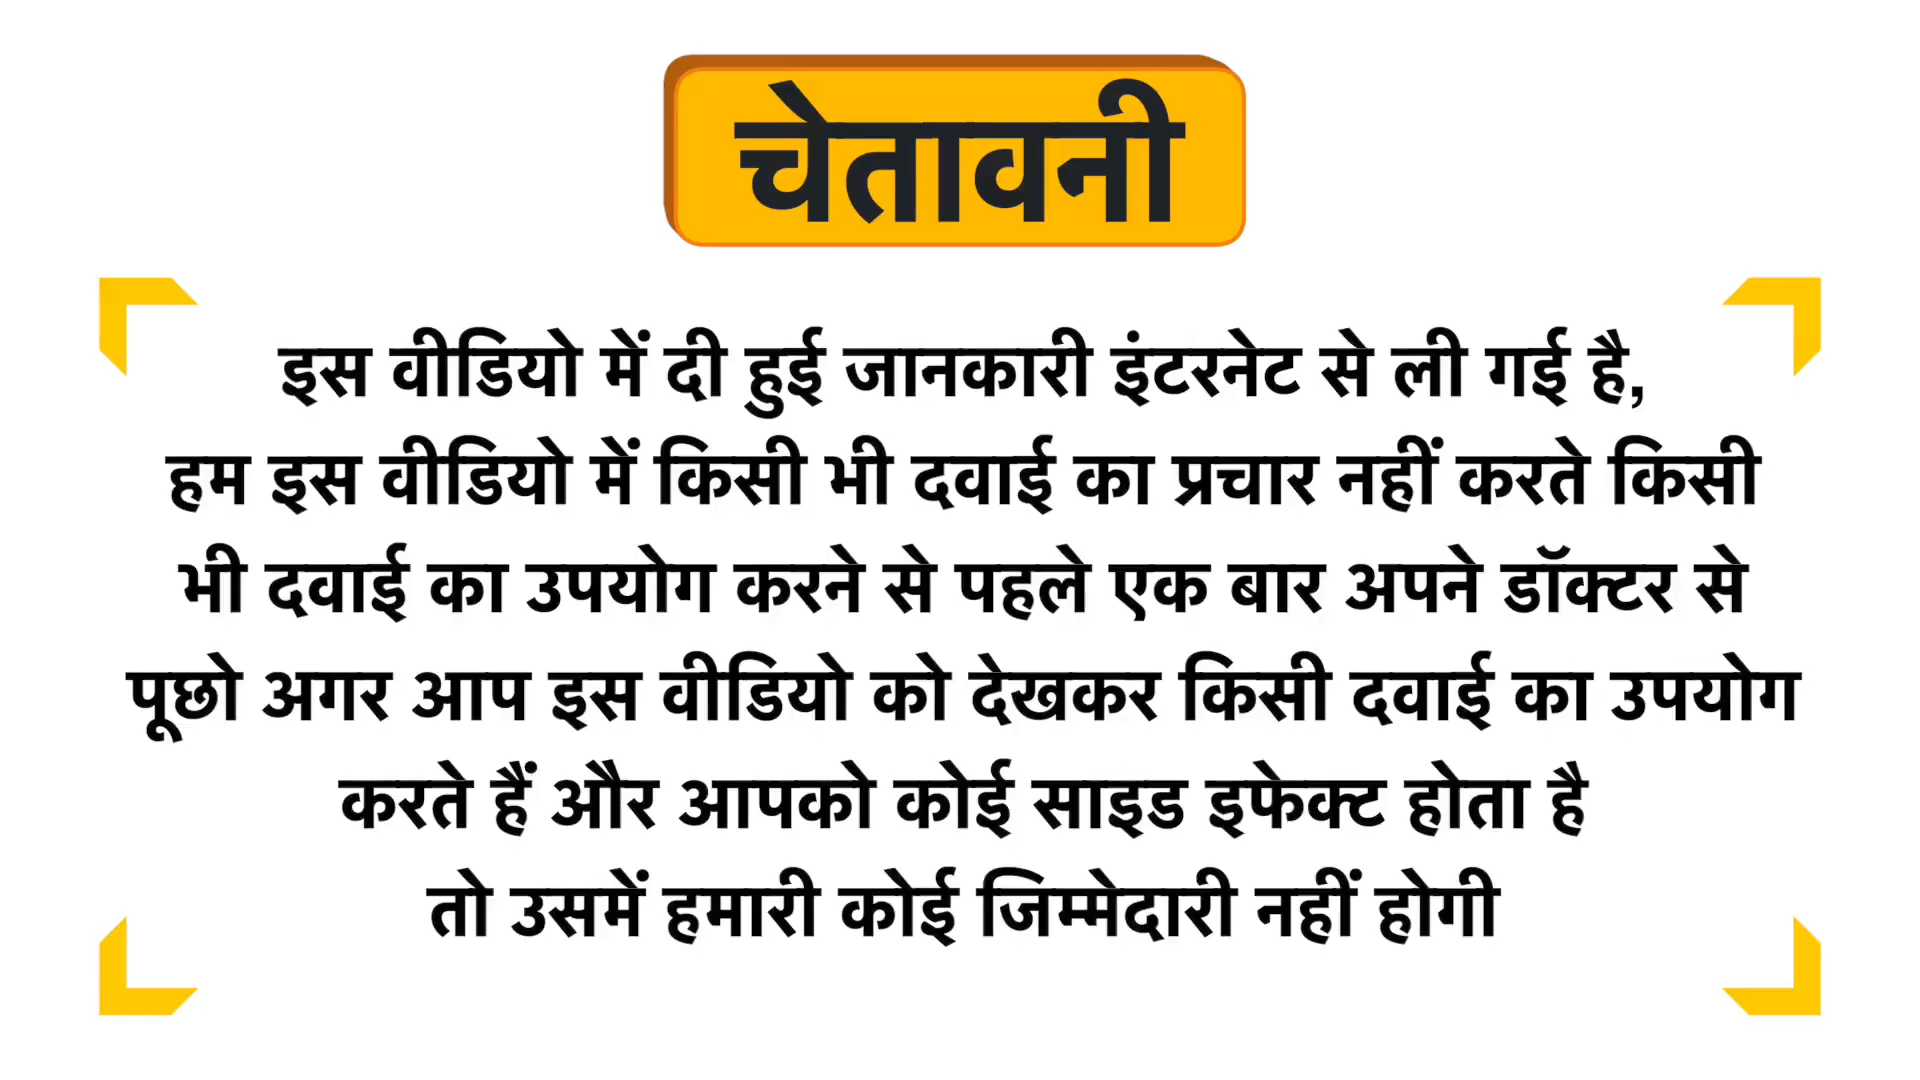 चेतावनी
इस वीडियो में दी हुई जानकारी इंटरनेट से ली गई है,
हम इस वीडियो में किसी भी दवाई का प्रचार नहीं करते किसी
भी दवाई का उपयोग करने से पहले एक बार अपने डॉक्टर से
पूछो अगर आप इस वीडियो को देखकर किसी दवाई का उपयोग
करते हैं और आपको कोई साइड इफेक्ट होता है
तो उसमें हमारी कोई जिम्मेदारी नहीं होगी